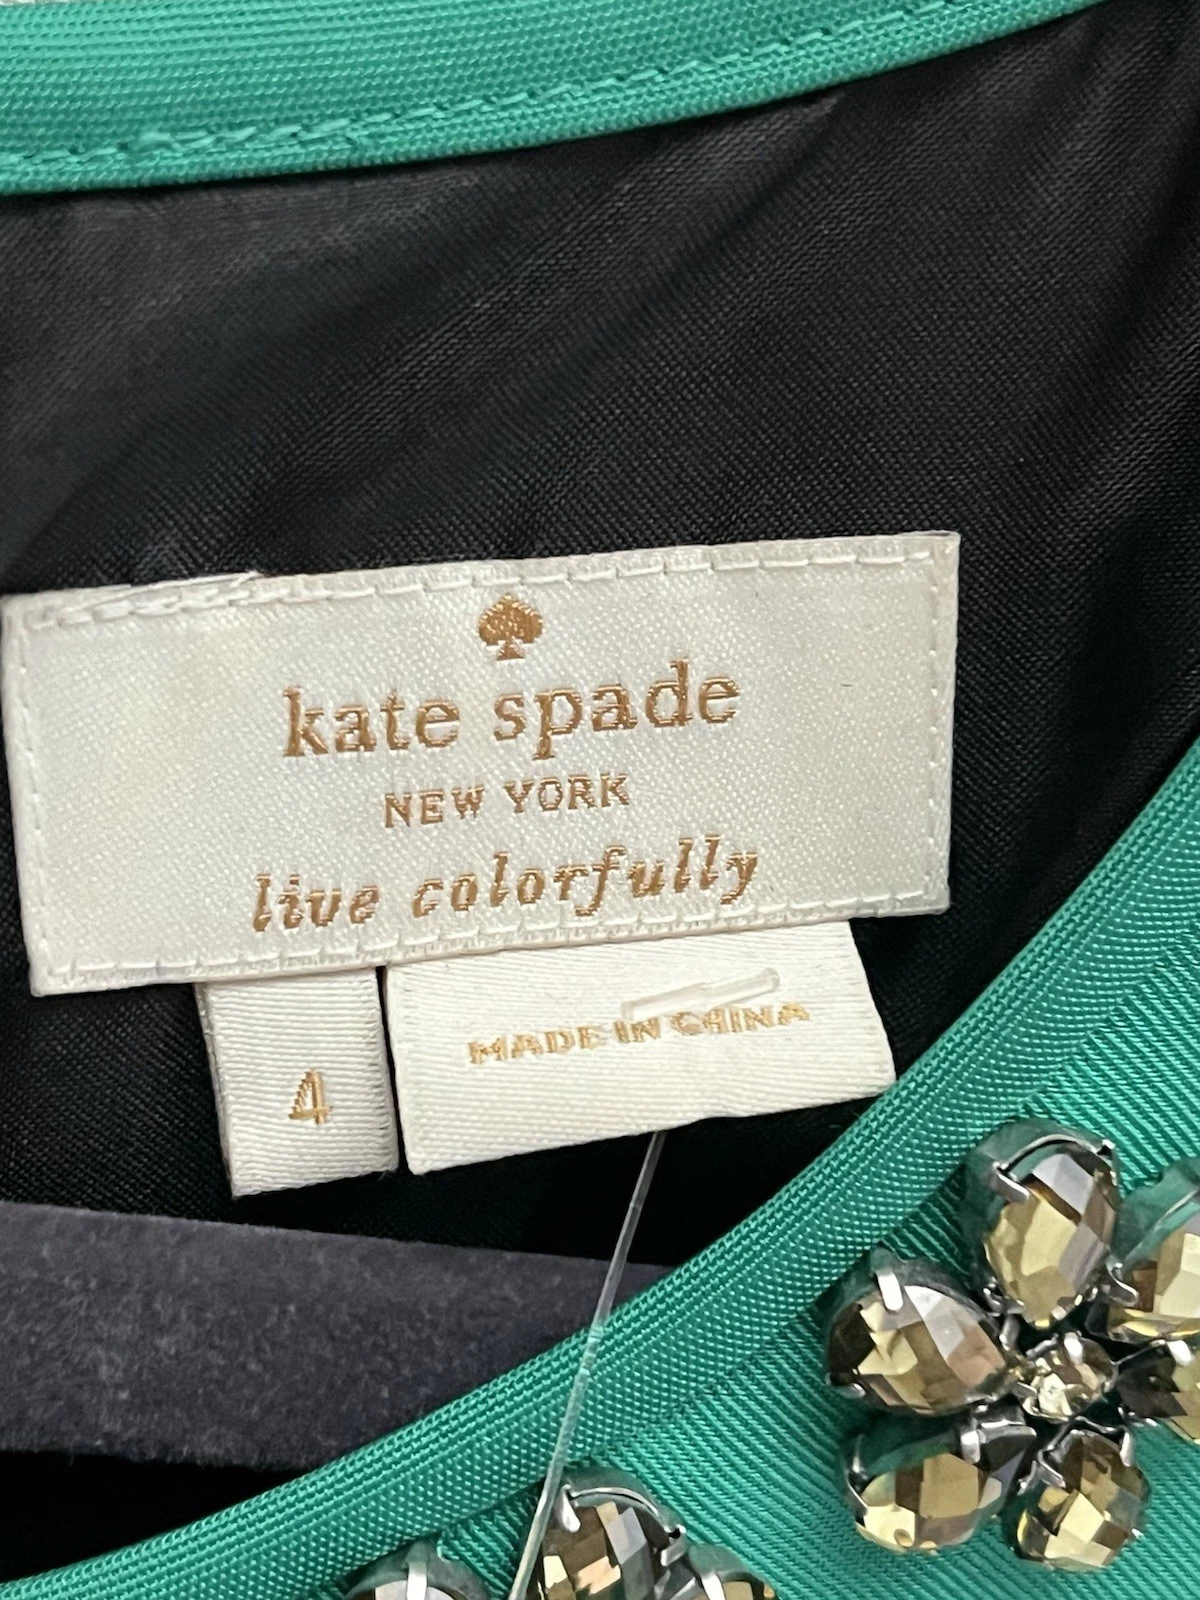 kate spade
NEW YORK
live colorfully
4
MADE IN CHINA